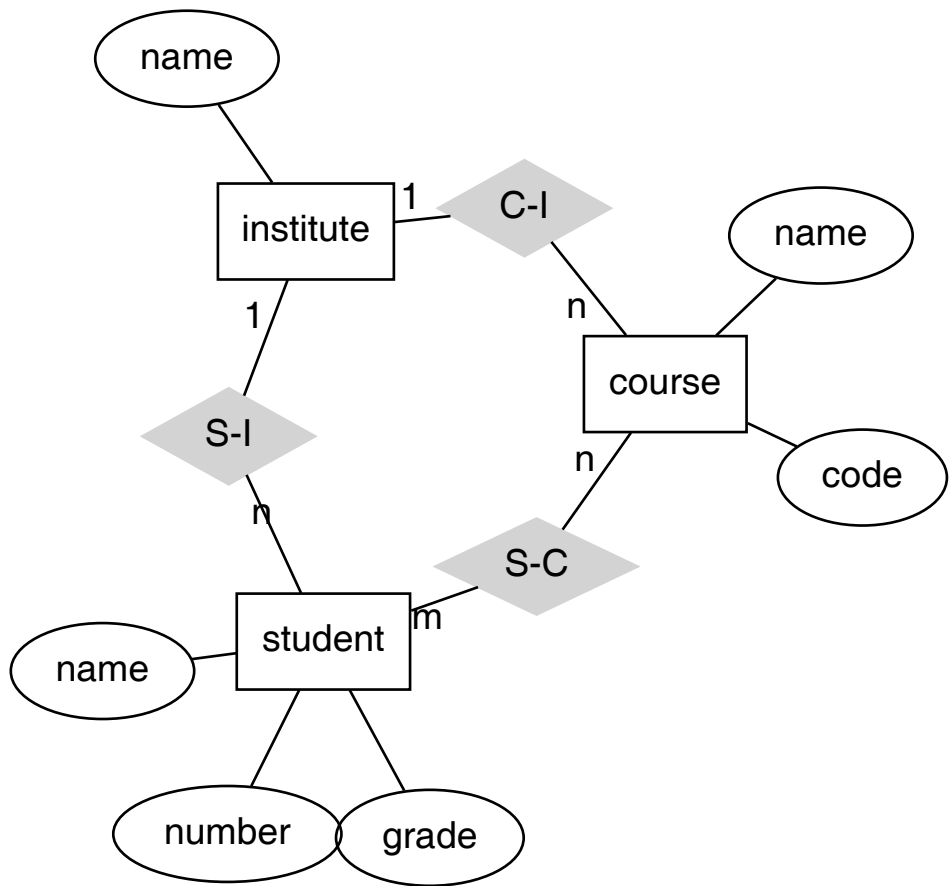 name
1
C-I
institute
name
1
n
course
S-I
n
code
n
S-C
m
student
name
number
grade